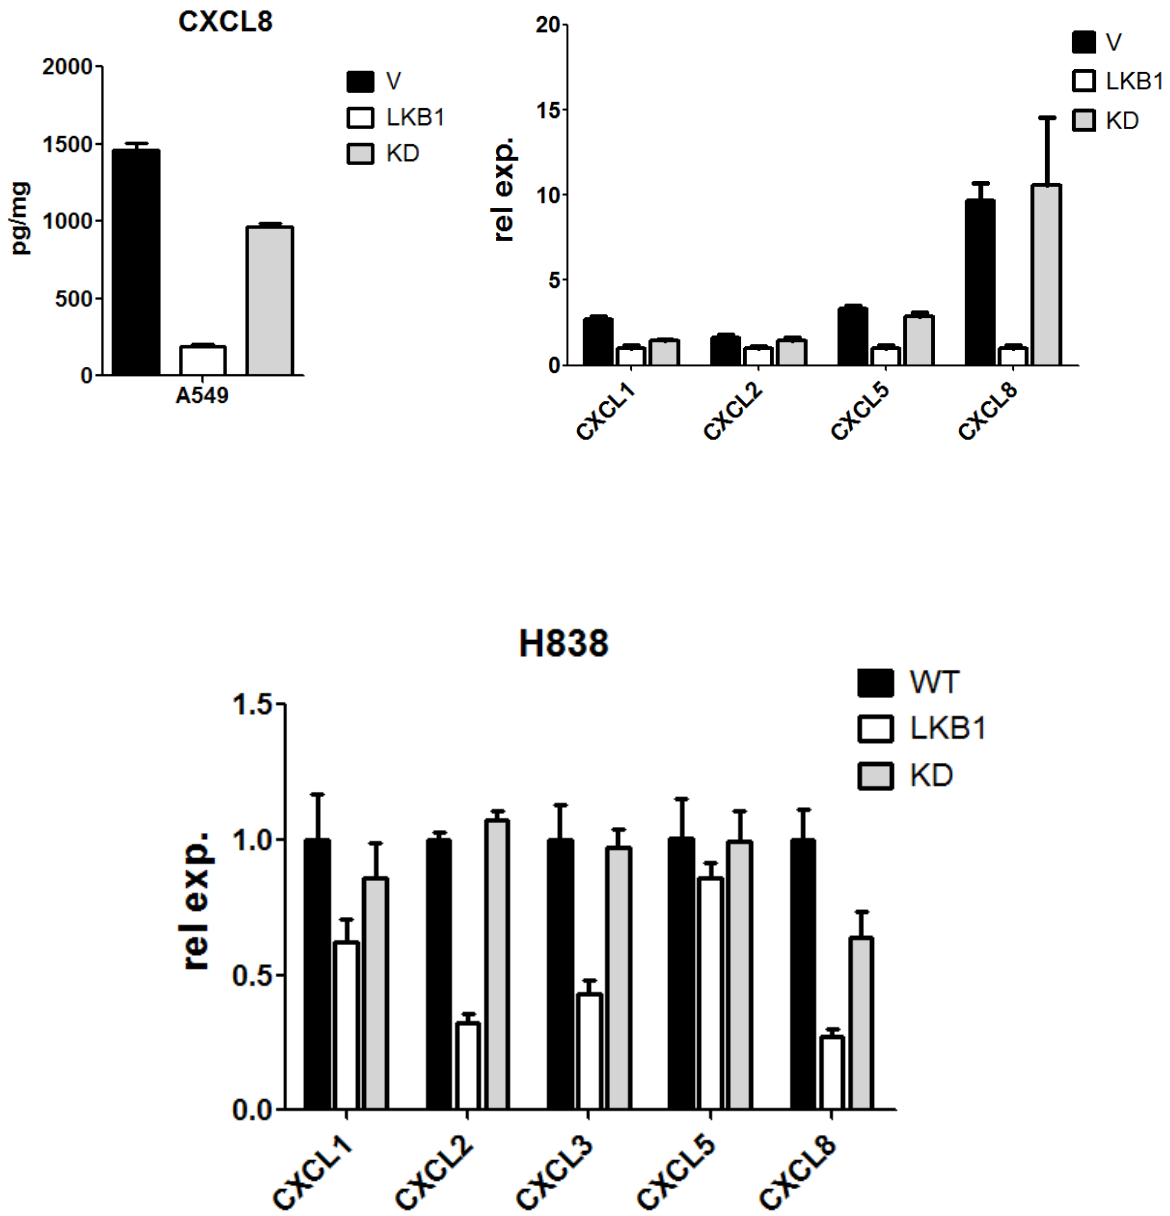 CXCL8
pg/mg
2000
1500
1000
500
0
A549
V
LKB1
KD
rel exp.
20
15
10
5
0
CXCL1
CXCL2
CXCL5
CXCL8
V
LKB1
KD
H838
rel exp.
1.5
1.0
0.5
0.0
CXCL1
CXCL2
CXCL3
CXCL5
CXCL8
WT
LKB1
KD